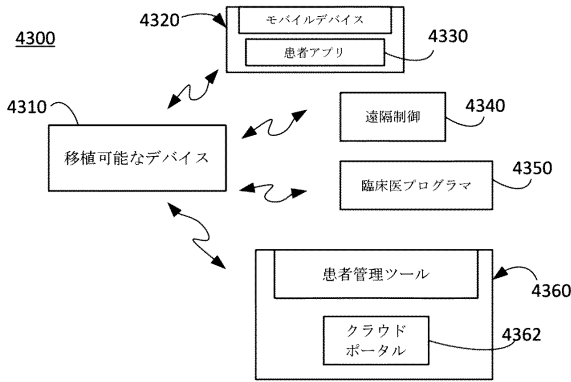 4300
4320
モバイルデバイス
患者アプリ
4330
4310
移植可能なデバイス
遠隔制御
4340
臨床医プログラマ
4350
患者管理ツール
4360
クラウド
ポータル
4362